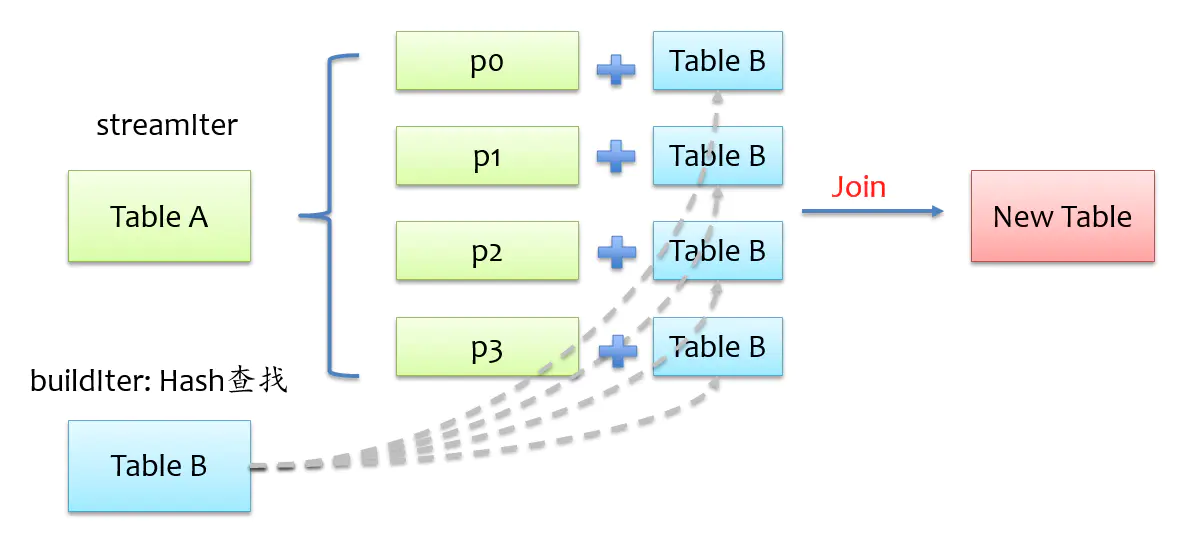 streamIter
Table A
buildIter: Hash查找
Table B
p0
Table B
p1
Table B
p2
Table B
p3
Table B
Join
New Table